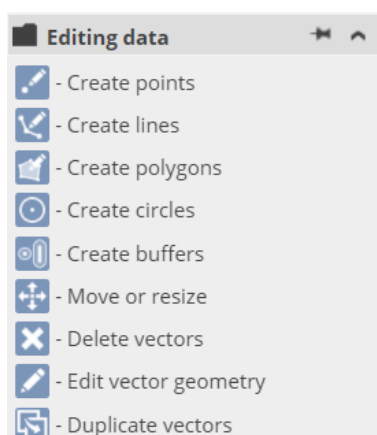 Editing data
- Create points
- Create lines
- Create polygons
- Create circles
- Create buffers
- Move or resize
- Delete vectors
- Edit vector geometry
- Duplicate vectors